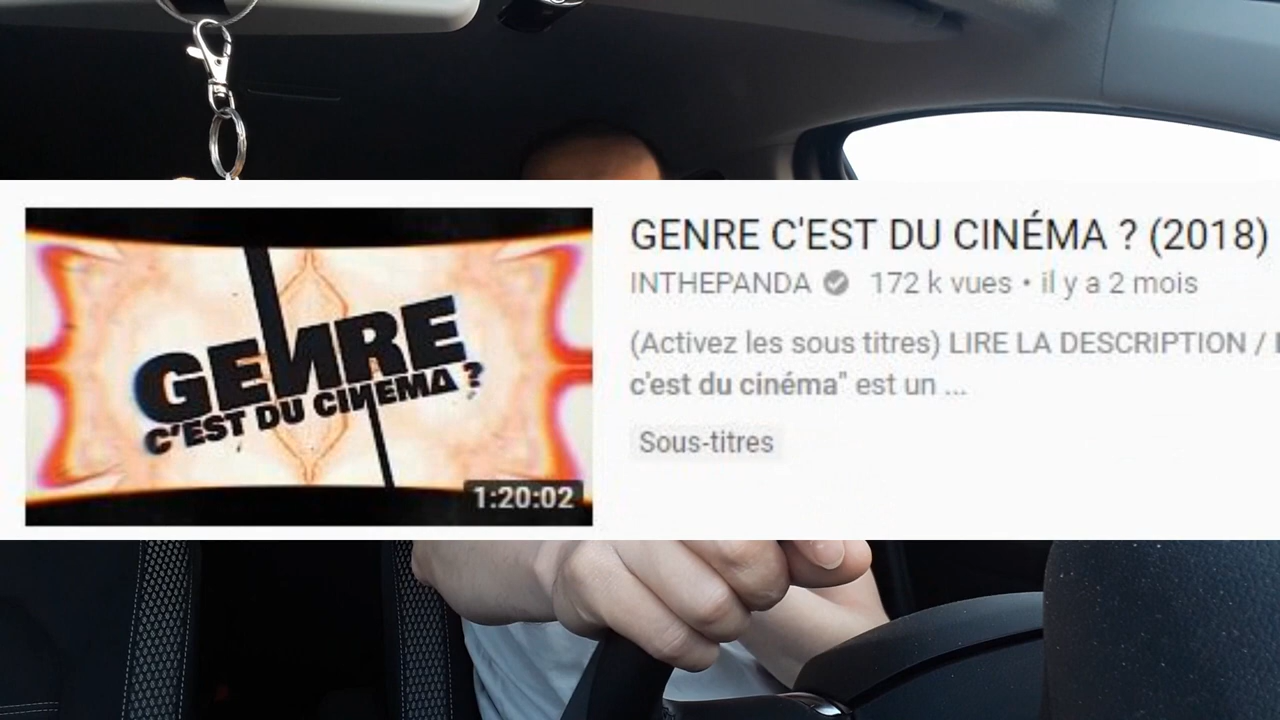 GENRE
C'EST DU CINEMA ?
1:20:02
GENRE C'EST DU CINÉMA ? (2018)
INTHEPANDA 172 k vues • il y a 2 mois
(Activez les sous titres) LIRE LA DESCRIPTION /
c'est du cinéma" est un ...
Sous-titres